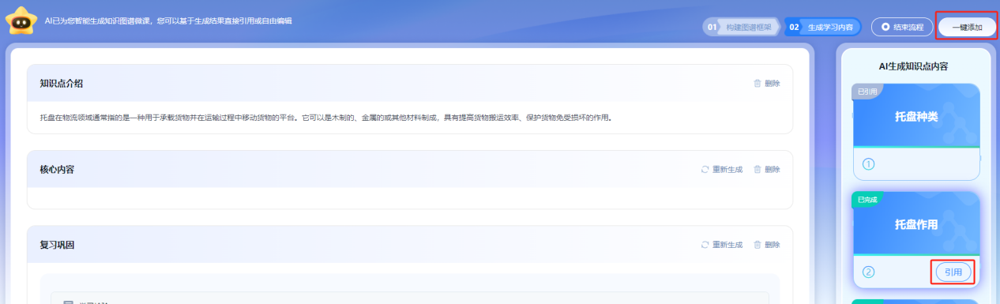 AI已为您智能生成知识图谱微课，您可以基于生成结果直接引用或自由编辑
01 构建图谱框架
02 生成学习内容
结束流程
一键添加
知识点介绍
删除
托盘在物流领域通常指的是一种用于承载货物并在运输过程中移动货物的平台。它可以是木制的、金属的或其他材料制成，具有提高货物搬运效率、保护货物免受损坏的作用。
核心内容
重新生成
删除
复习巩固
重新生成
删除
AI生成知识点内容
已引用
托盘种类
1
已完成
托盘作用
2
引用